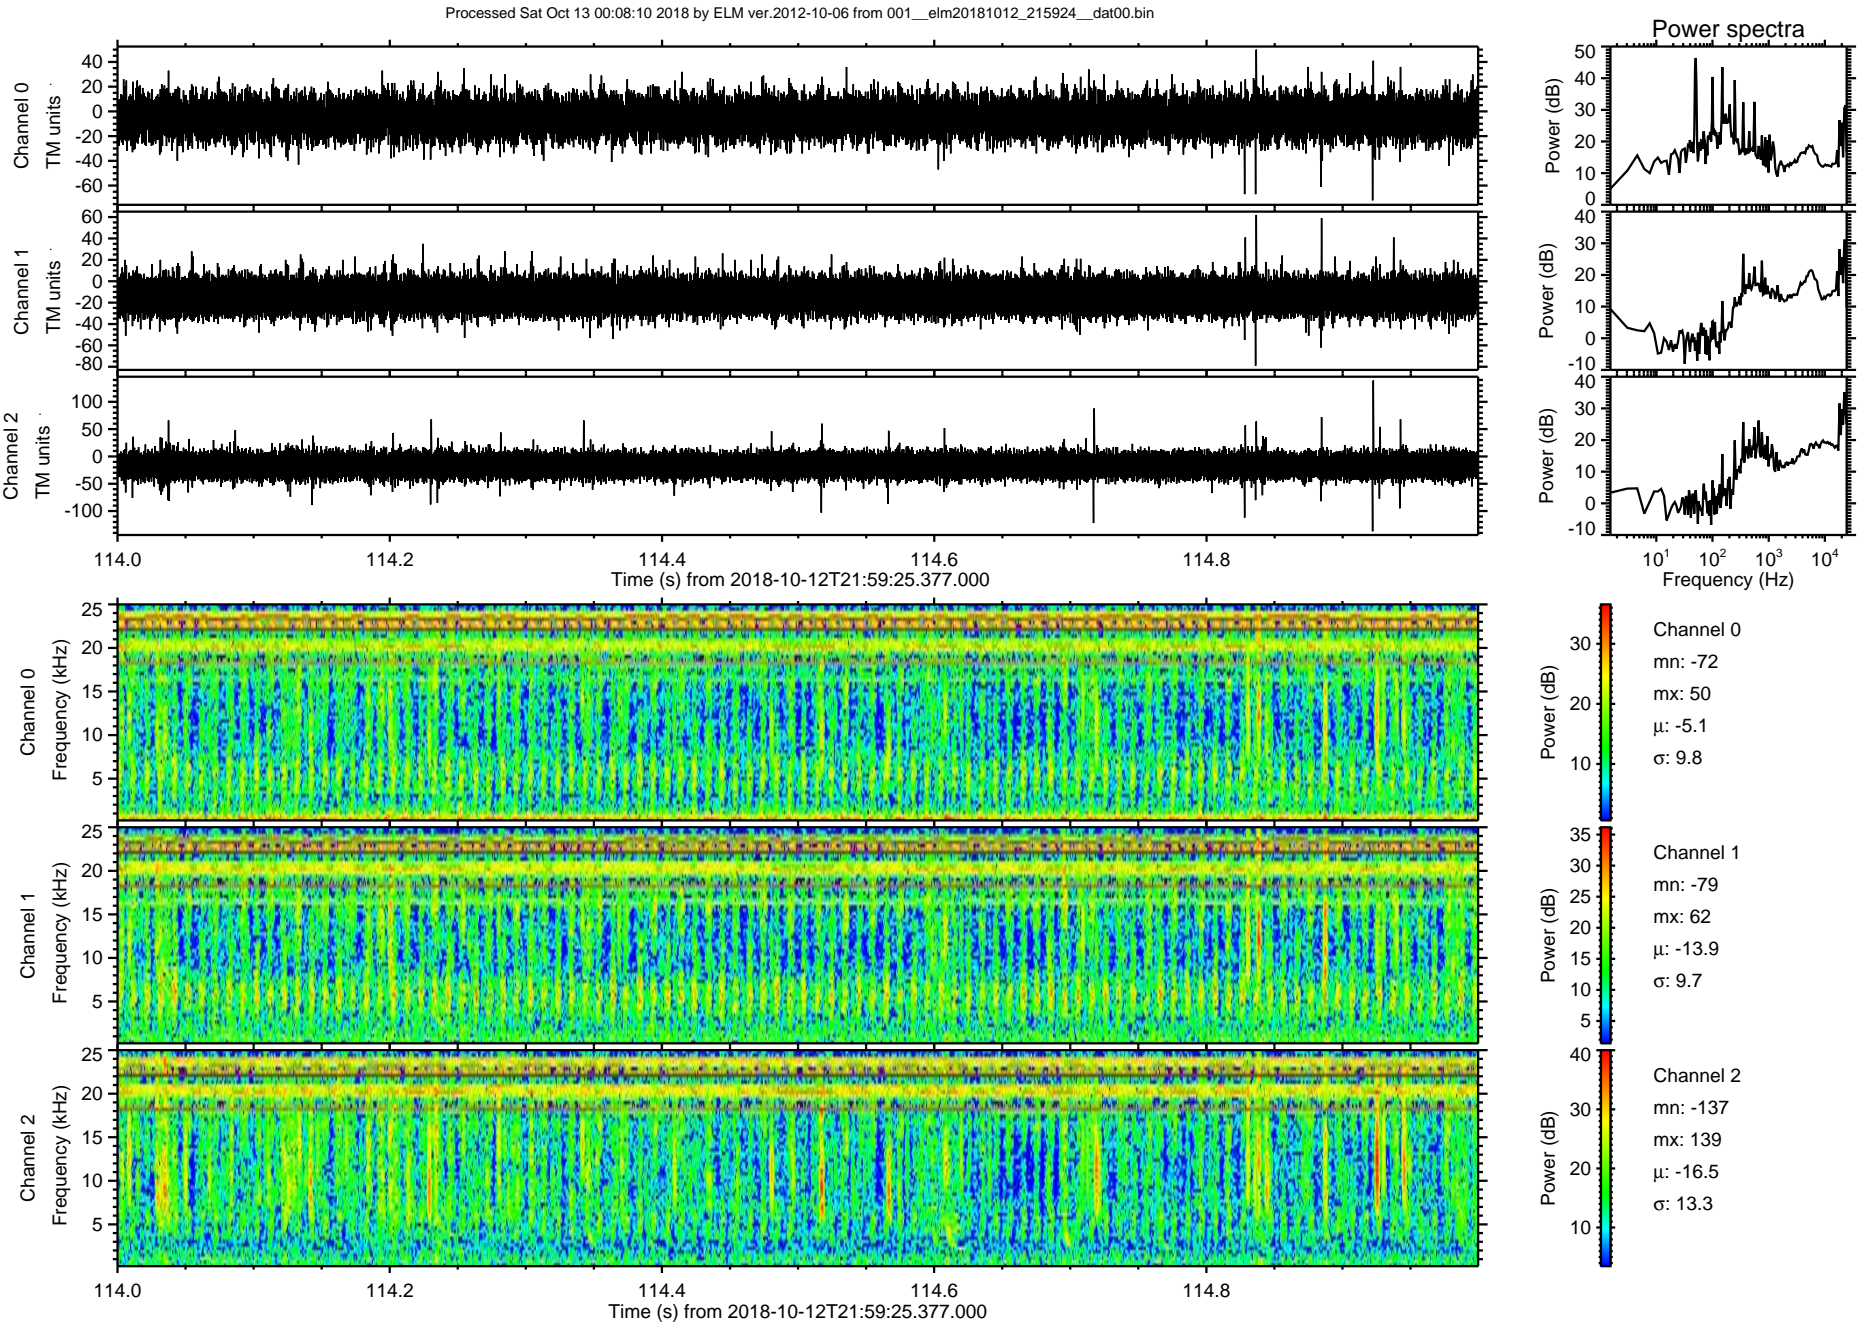 Processed Sat Oct 13 00:08:10 2018 by ELM ver.2012-10-06 from 001__elm20181012_215924__dat00.bin
Power spectra
Channel 0
TM units
40
20
0
-20
-40
-60
Power (dB)
50
40
30
20
10
0
Channel 1
TM units
60
40
20
0
-20
-40
-60
-80
Power (dB)
40
30
20
10
0
-10
Channel 2
TM units
100
50
0
-50
-100
Power (dB)
40
30
20
10
0
-10
114.0 114.2 114.4 114.6 114.8
Time (s) from 2018-10-12T21:59:25.377.000
10¹ 10² 10³ 10⁴
Frequency (Hz)
Channel 0
Frequency (kHz)
25
20
15
10
5
Power (dB)
30
20
10
Channel 0
mn: -72
mx: 50
μ: -5.1
σ: 9.8
Channel 1
Frequency (kHz)
25
20
15
10
5
Power (dB)
35
30
25
20
15
10
5
Channel 1
mn: -79
mx: 62
μ: -13.9
σ: 9.7
Channel 2
Frequency (kHz)
25
20
15
10
5
Power (dB)
40
30
20
10
Channel 2
mn: -137
mx: 139
μ: -16.5
σ: 13.3
114.0 114.2 114.4 114.6 114.8
Time (s) from 2018-10-12T21:59:25.377.000